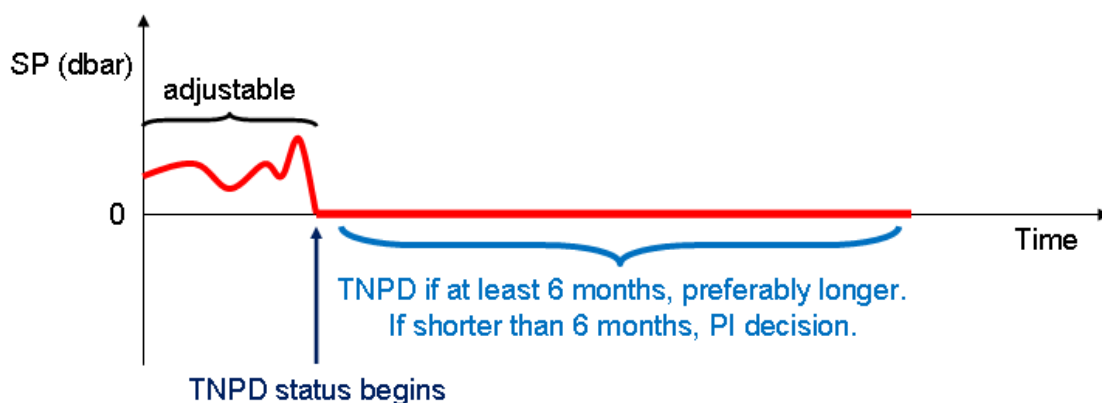 SP (dbar)
adjustable
0
Time
TNPD if at least 6 months, preferably longer.
If shorter than 6 months, PI decision.
TNPD status begins